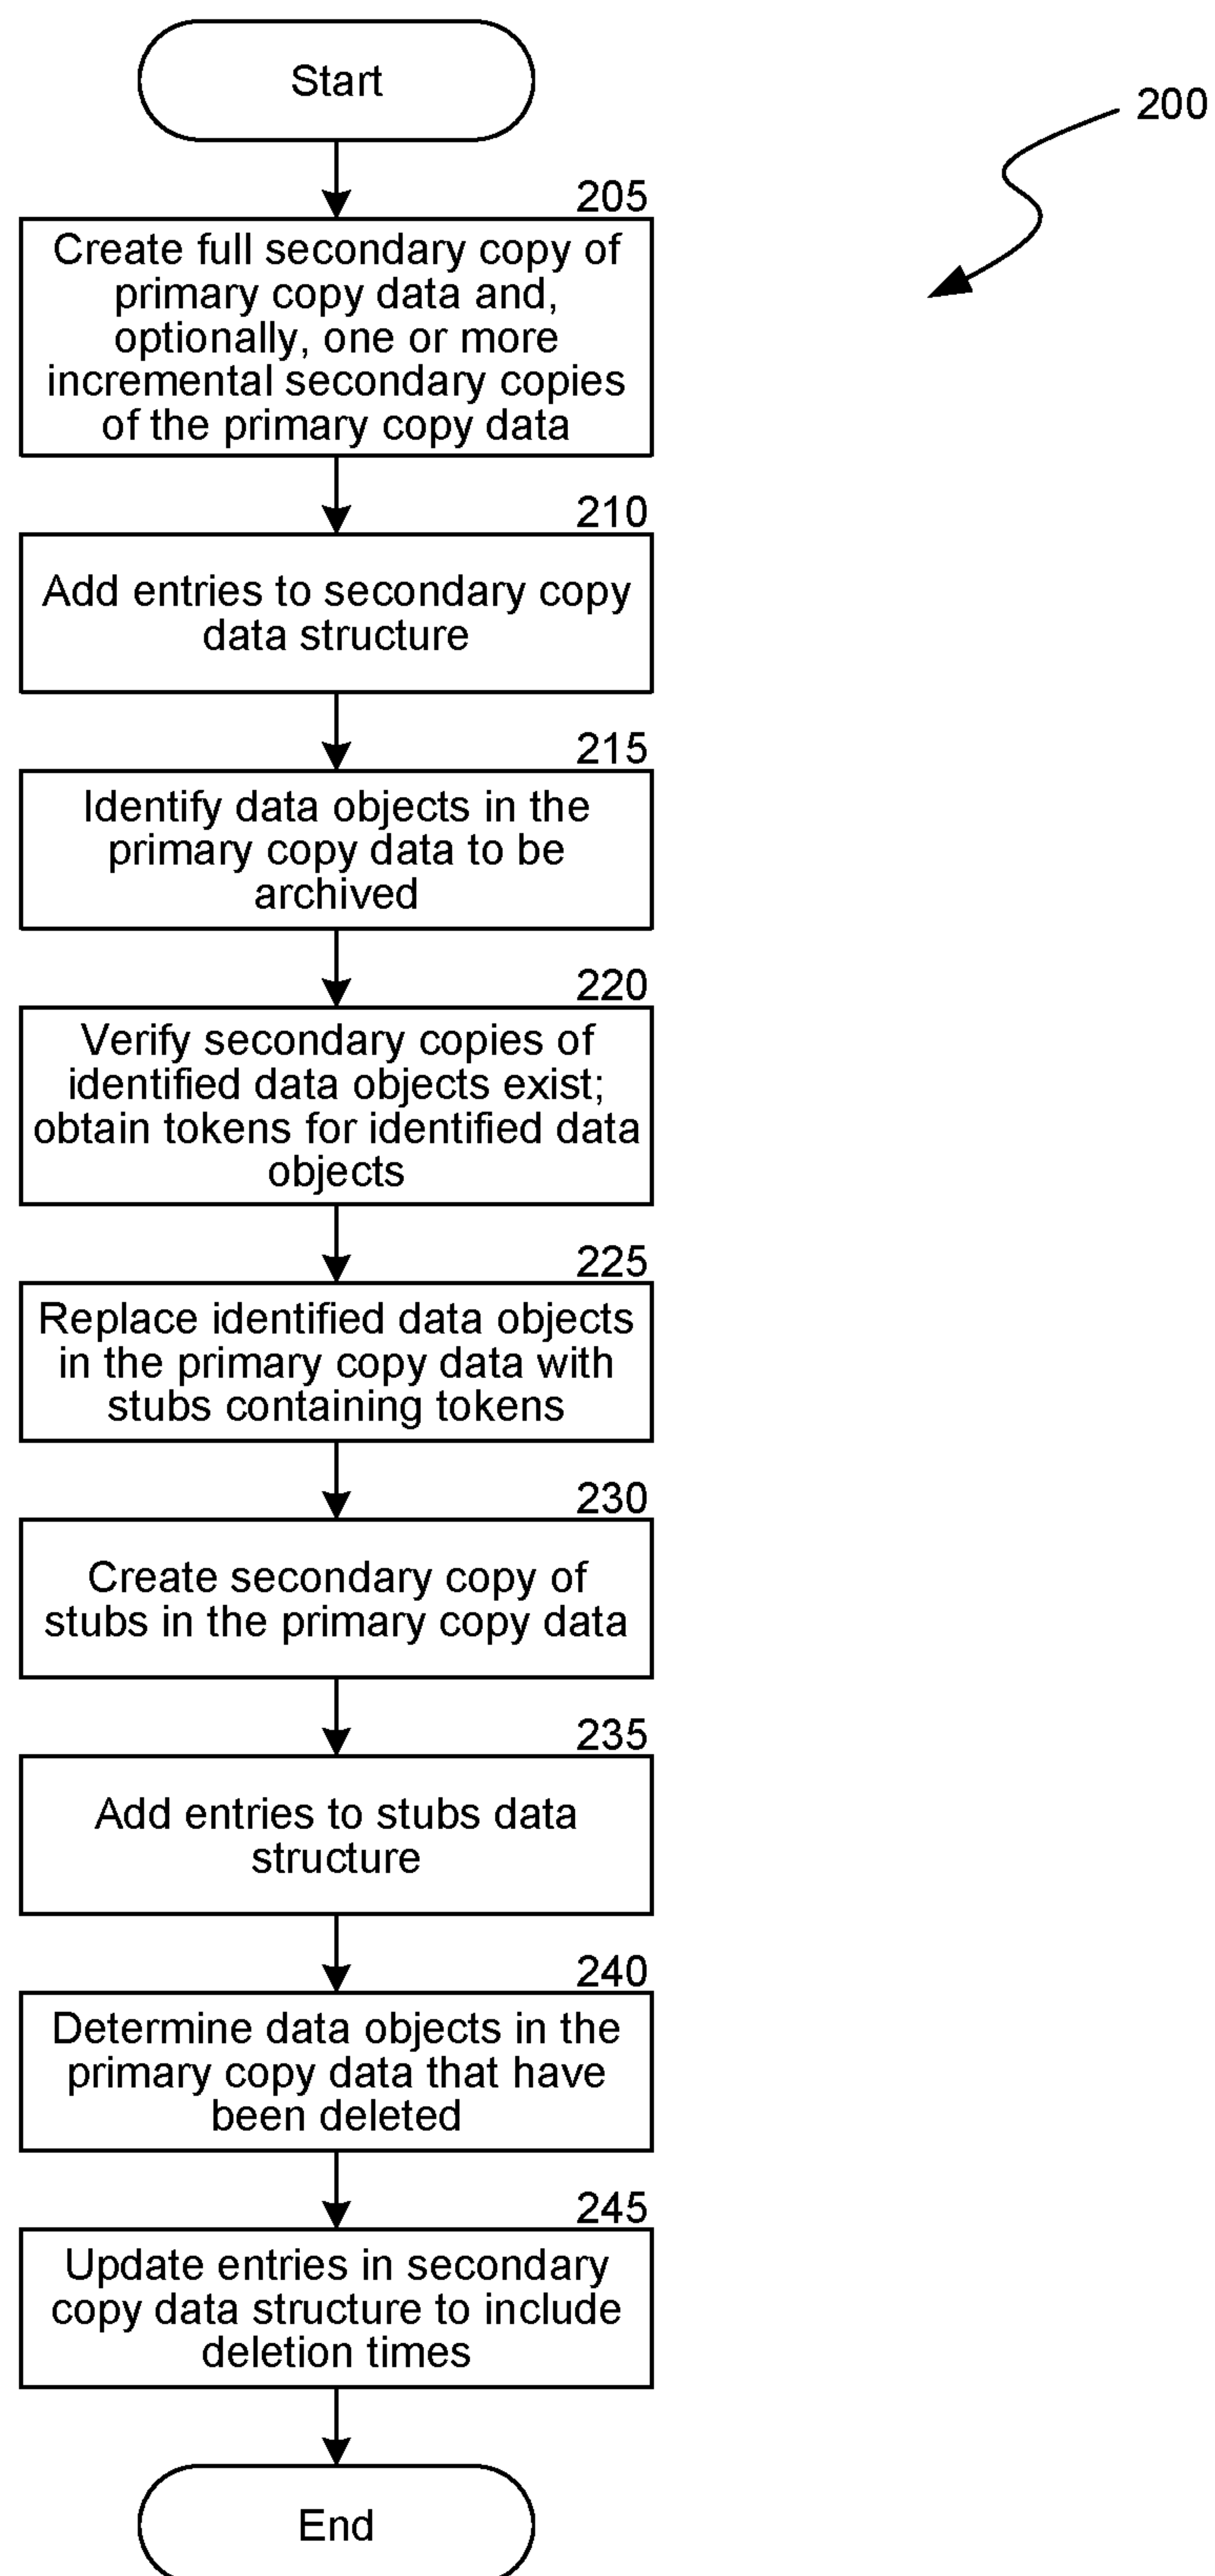 Start
200
205
Create full secondary copy of
primary copy data and,
optionally, one or more
incremental secondary copies
of the primary copy data
210
Add entries to secondary copy
data structure
215
Identify data objects in the
primary copy data to be
archived
220
Verify secondary copies of
identified data objects exist;
obtain tokens for identified data
objects
225
Replace identified data objects
in the primary copy data with
stubs containing tokens
230
Create secondary copy of
stubs in the primary copy data
235
Add entries to stubs data
structure
240
Determine data objects in the
primary copy data that have
been deleted
245
Update entries in secondary
copy data structure to include
deletion times
End